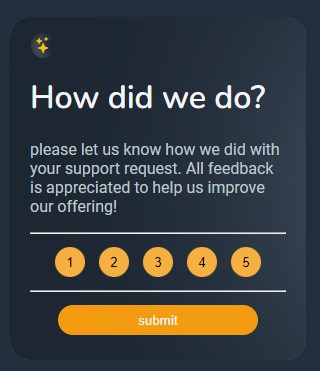 How did we do?
please let us know how we did with
your support request. All feedback
is appreciated to help us improve
our offering!
1 2 3 4 5
submit